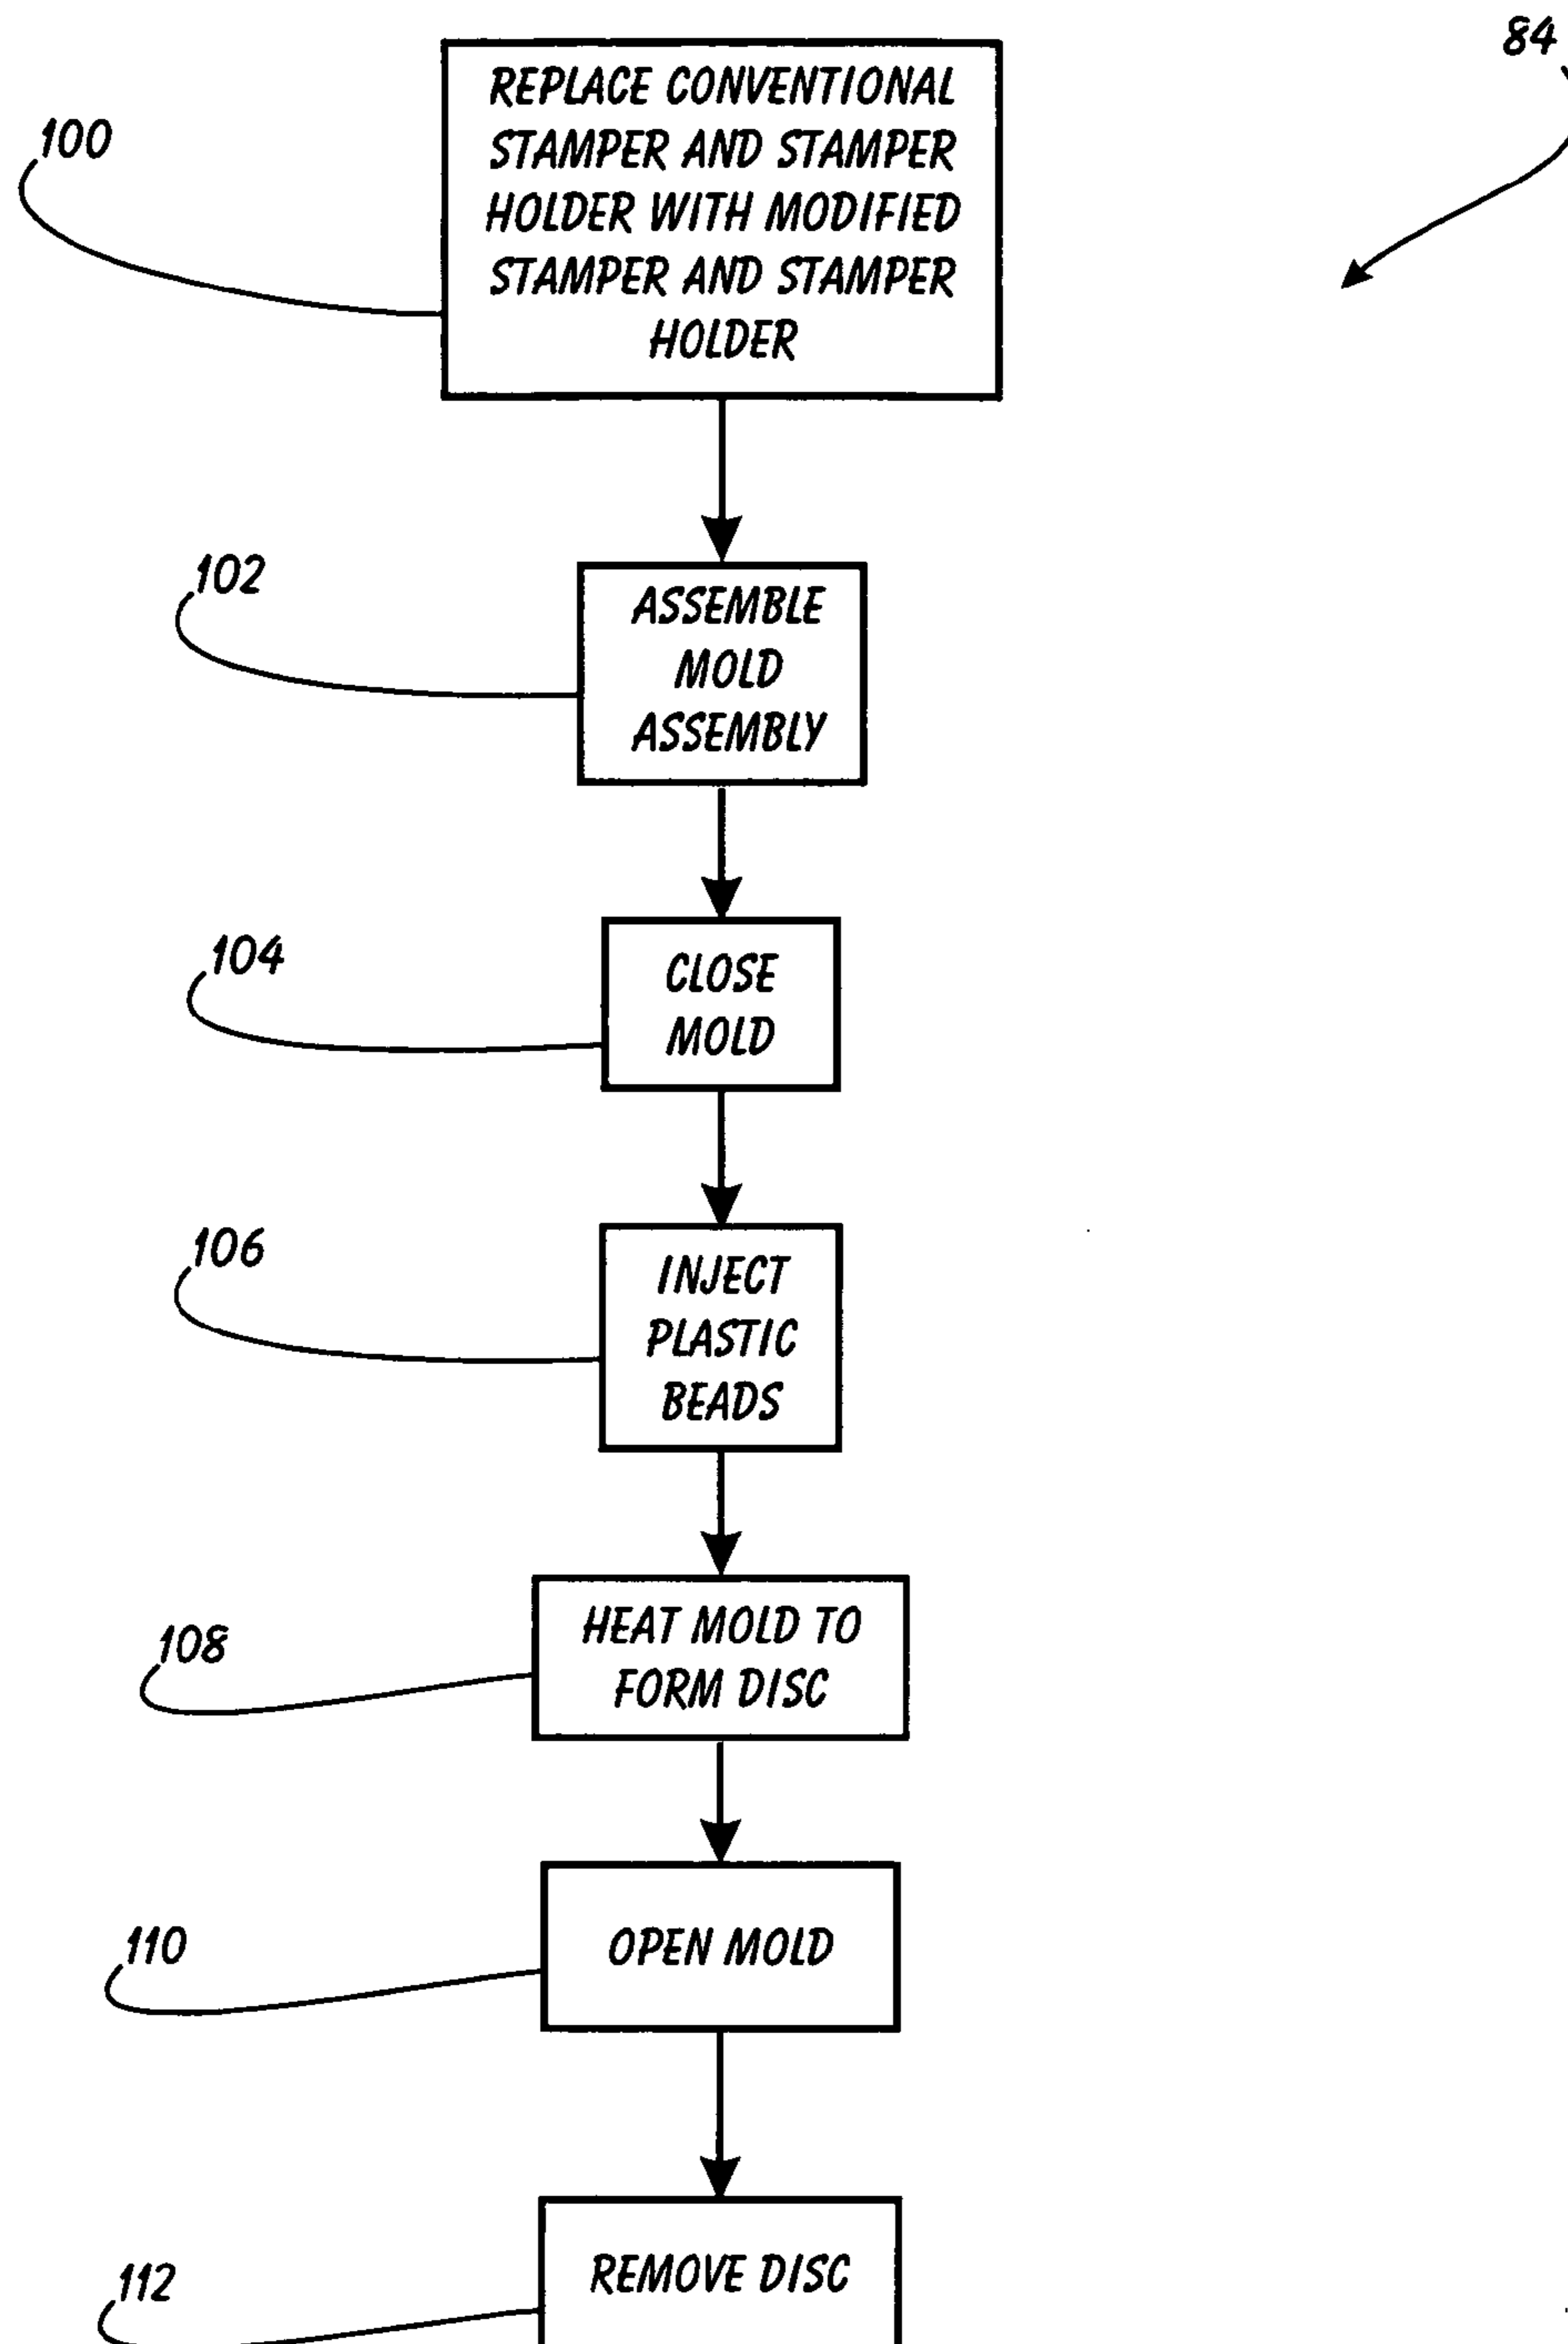 84
100
REPLACE CONVENTIONAL
STAMPER AND STAMPER
HOLDER WITH MODIFIED
STAMPER AND STAMPER
HOLDER
102
ASSEMBLE
MOLD
ASSEMBLY
104
CLOSE
MOLD
106
INJECT
PLASTIC
BEADS
108
HEAT MOLD TO
FORM DISC
110
OPEN MOLD
112
REMOVE DISC